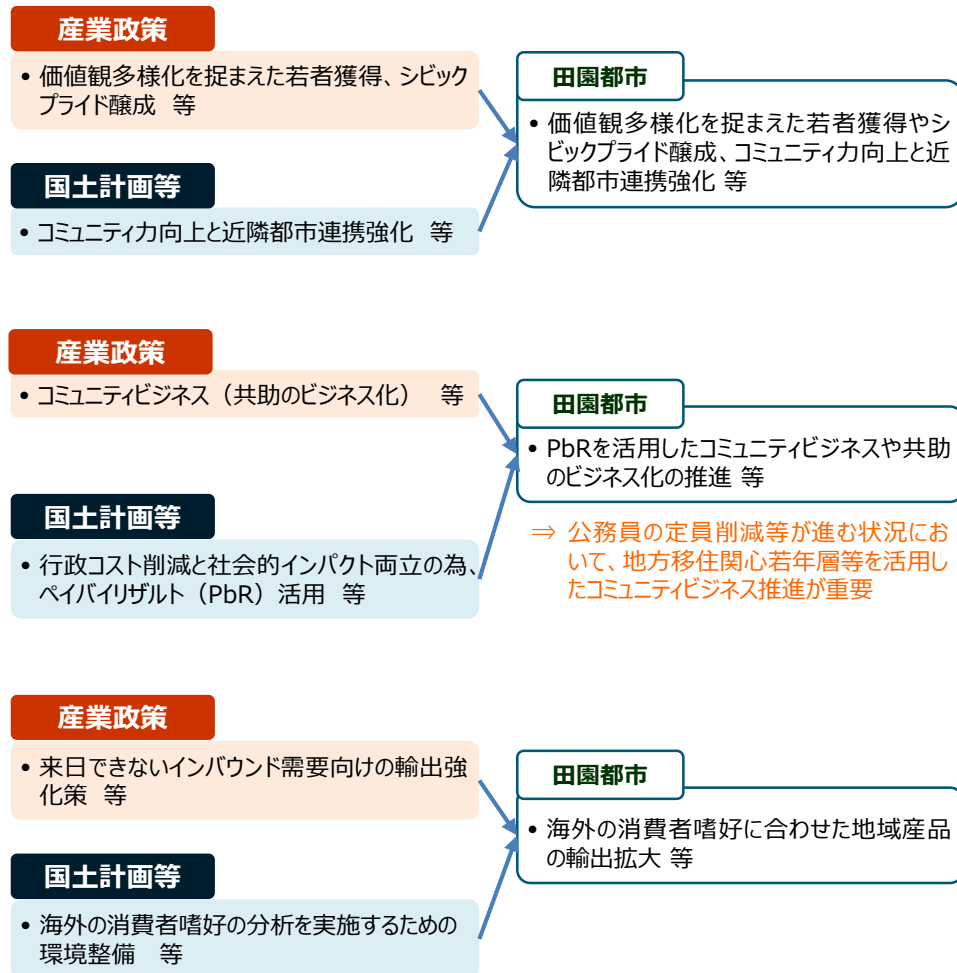 産業政策
• 価値観多様化を捉まえた若者獲得、シビック
プライド醸成 等
国土計画等
• コミュニティ力向上と近隣都市連携強化 等
田園都市
• 価値観多様化を捉まえた若者獲得やシ
ビックプライド醸成、コミュニティ力向上と近
隣都市連携強化 等
産業政策
• コミュニティビジネス（共助のビジネス化） 等
国土計画等
• 行政コスト削減と社会的インパクト両立の為、
ペイバイリザルト（PbR）活用 等
田園都市
• PbRを活用したコミュニティビジネスや共助
のビジネス化の推進 等
⇒ 公務員の定員削減等が進む状況にお
いて、地方移住関心若年層等を活用し
たコミュニティビジネス推進が重要
産業政策
• 来日できないインバウンド需要向けの輸出強
化策 等
国土計画等
• 海外の消費者嗜好の分析を実施するための
環境整備 等
田園都市
• 海外の消費者嗜好に合わせた地域産品
の輸出拡大 等